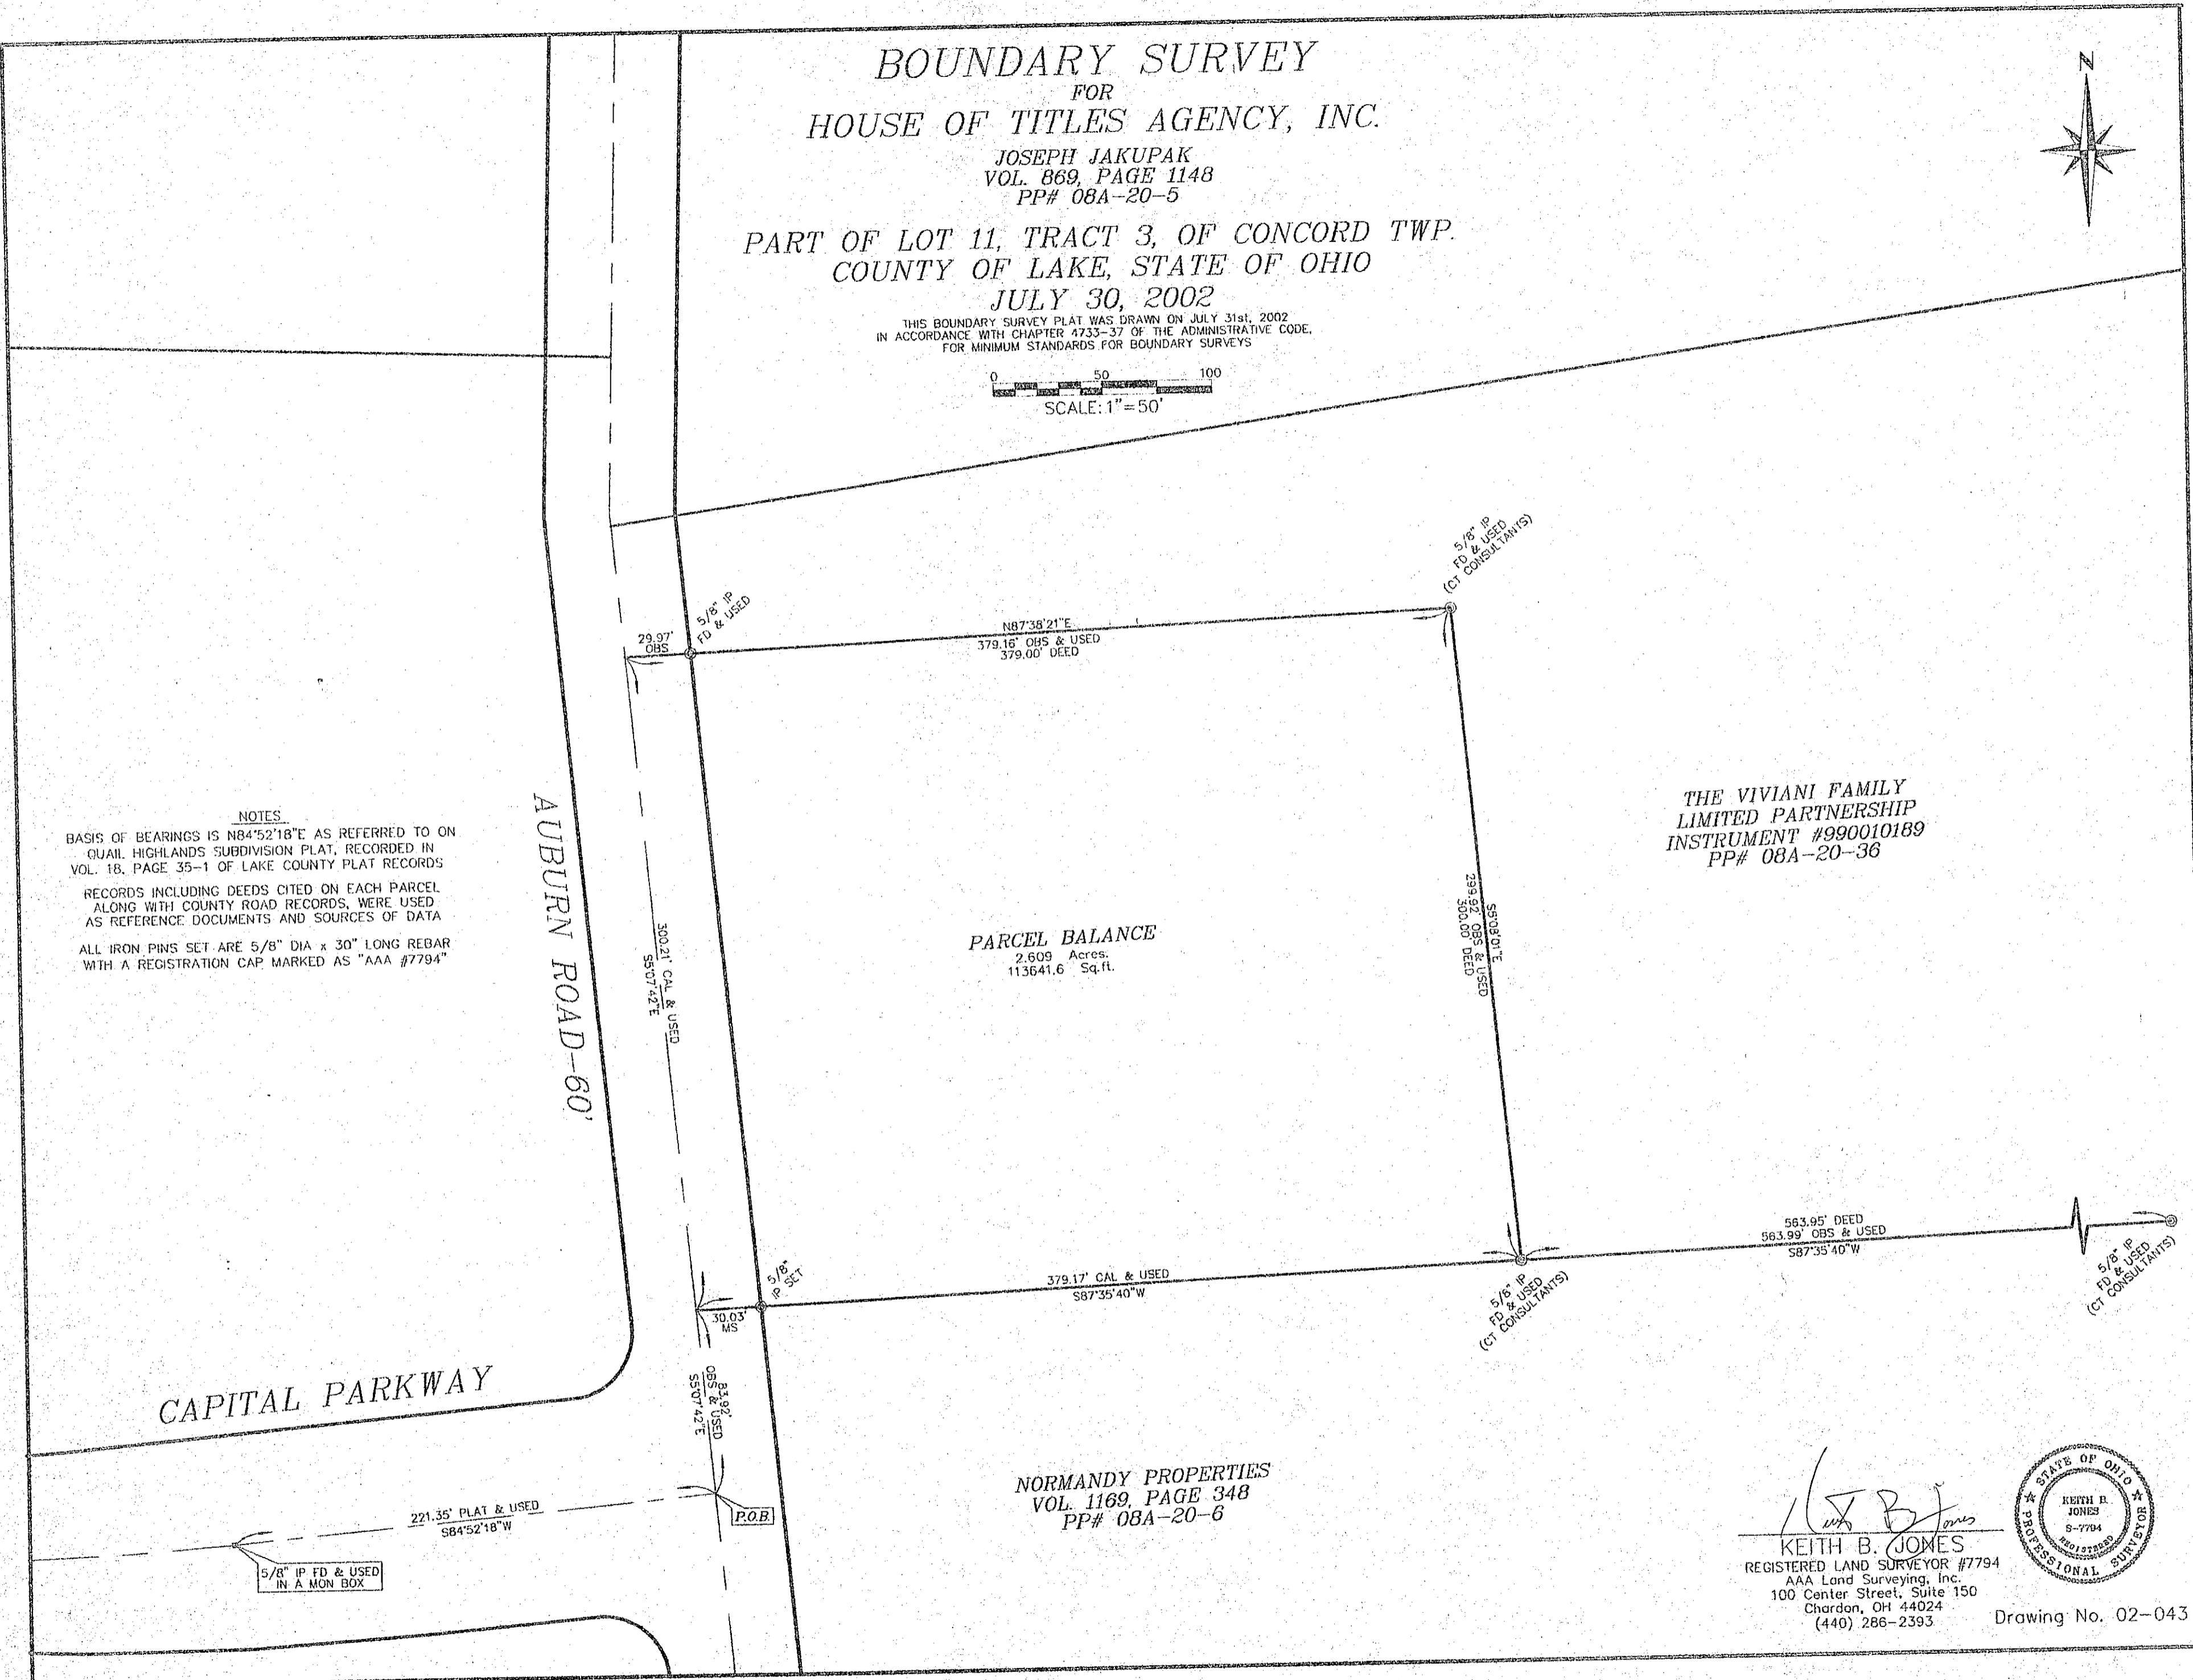 BOUNDARY SURVEY
FOR
HOUSE OF TITLES AGENCY, INC.
JOSEPH JAKUPAK
VOL. 869, PAGE 1148
PP# 08A-20-5
PART OF LOT 11, TRACT 3, OF CONCORD TWP.
COUNTY OF LAKE, STATE OF OHIO
JULY 30, 2002
THIS BOUNDARY SURVEY PLAT WAS DRAWN ON JULY 31st, 2002
IN ACCORDANCE WITH CHAPTER 4733-37 OF THE ADMINISTRATIVE CODE,
FOR MINIMUM STANDARDS FOR BOUNDARY SURVEYS
0 50 100
SCALE: 1"=50'
N
5/8" IP
FD & USED
(CT CONSULTANTS)
5/8" IP
FD & USED
29.97'
OBS
N87°38'21"E
379.16' OBS & USED
379.00' DEED
NOTES
BASIS OF BEARINGS IS N84°52'18"E AS REFERRED TO ON
QUAIL HIGHLANDS SUBDIVISION PLAT, RECORDED IN
VOL. 18, PAGE 35-1 OF LAKE COUNTY PLAT RECORDS
RECORDS INCLUDING DEEDS CITED ON EACH PARCEL
ALONG WITH COUNTY ROAD RECORDS, WERE USED
AS REFERENCE DOCUMENTS AND SOURCES OF DATA
ALL IRON PINS SET ARE 5/8" DIA x 30" LONG REBAR
WITH A REGISTRATION CAP MARKED AS "AAA #7794"
AUBURN ROAD-60'
300.21' CAL & USED
S5°07'42"E
PARCEL BALANCE
2.609 Acres.
113641.6 Sq.ft.
S5°08'01"E
299.92' OBS & USED
300.00' DEED
THE VIVIANI FAMILY
LIMITED PARTNERSHIP
INSTRUMENT #990010189
PP# 08A-20-36
563.95' DEED
563.99' OBS & USED
S87°35'40"W
5/8" IP
FD & USED
(CT CONSULTANTS)
5/8"
IP SET
379.17' CAL & USED
S87°35'40"W
5/8" IP
FD & USED
(CT CONSULTANTS)
30.03'
MS
83.92'
OBS & USED
S5°07'42"E
CAPITAL PARKWAY
221.35' PLAT & USED
S84°52'18"W
P.O.B.
5/8" IP FD & USED
IN A MON BOX
NORMANDY PROPERTIES
VOL. 1169, PAGE 348
PP# 08A-20-6
KEITH B. JONES
REGISTERED LAND SURVEYOR #7794
AAA Land Surveying, Inc.
100 Center Street, Suite 150
Chardon, OH 44024
(440) 286-2393
STATE OF OHIO
KEITH B.
JONES
S-7794
REGISTERED
PROFESSIONAL SURVEYOR
Drawing No. 02-043